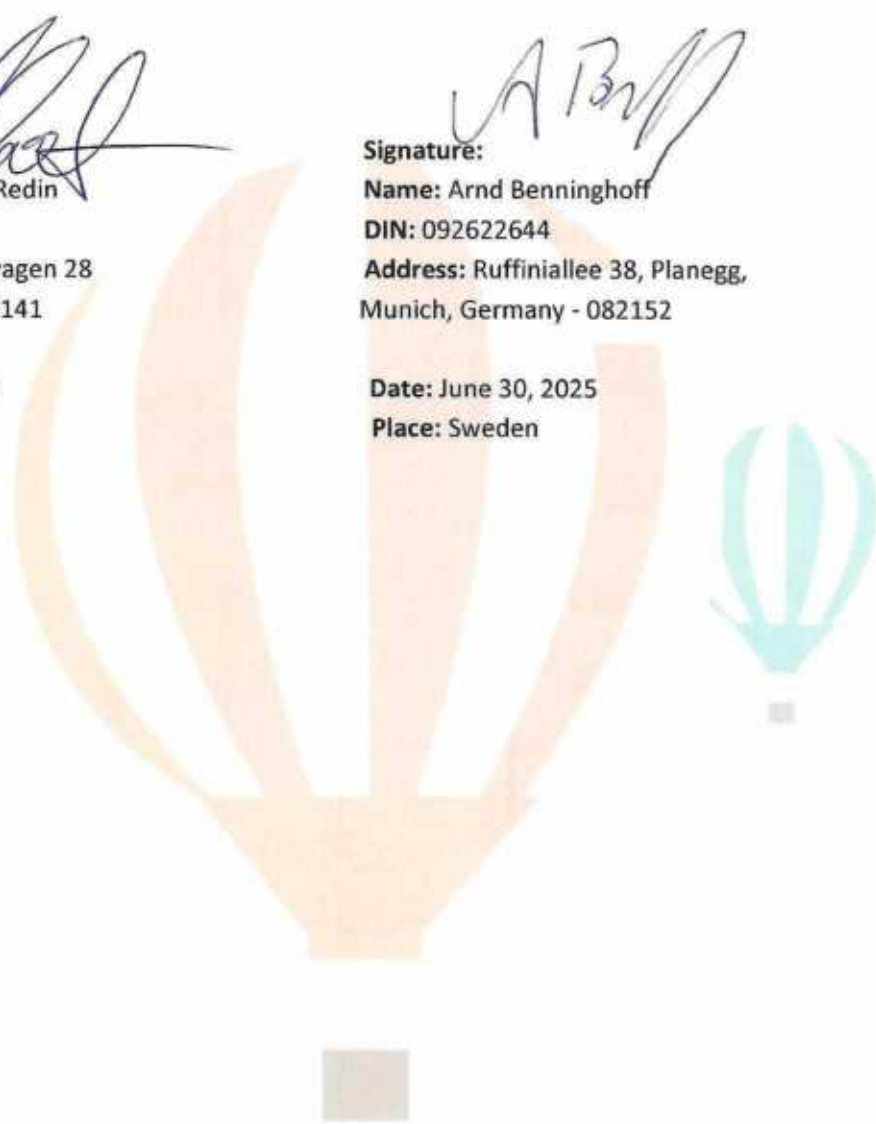 Redin
agen 28
141
Signature:
Name: Arnd Benninghoff
DIN: 092622644
Address: Ruffiniallee 38, Planegg,
Munich, Germany - 082152
Date: June 30, 2025
Place: Sweden